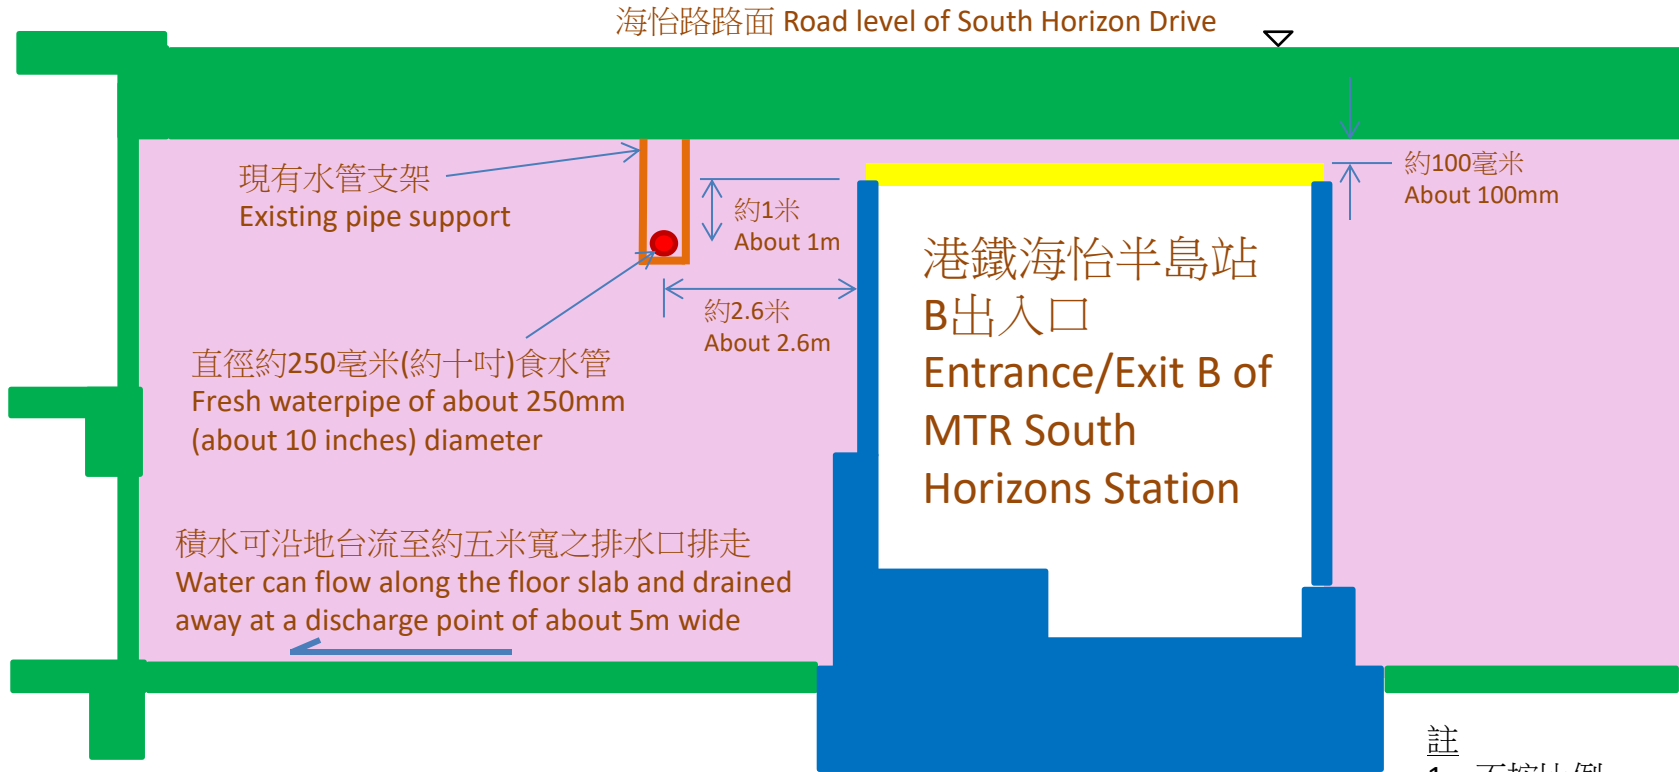 海怡路路面 Road level of South Horizon Drive
現有水管支架
Existing pipe support
約1米
About 1m
約100毫米
About 100mm
港鐵海怡半島站
B出入口
Entrance/Exit B of
MTR South
Horizons Station
約2.6米
About 2.6m
直徑約250毫米(約十吋)食水管
Fresh waterpipe of about 250mm
(about 10 inches) diameter
積水可沿地台流至約五米寬之排水口排走
Water can flow along the floor slab and drained
away at a discharge point of about 5m wide
註